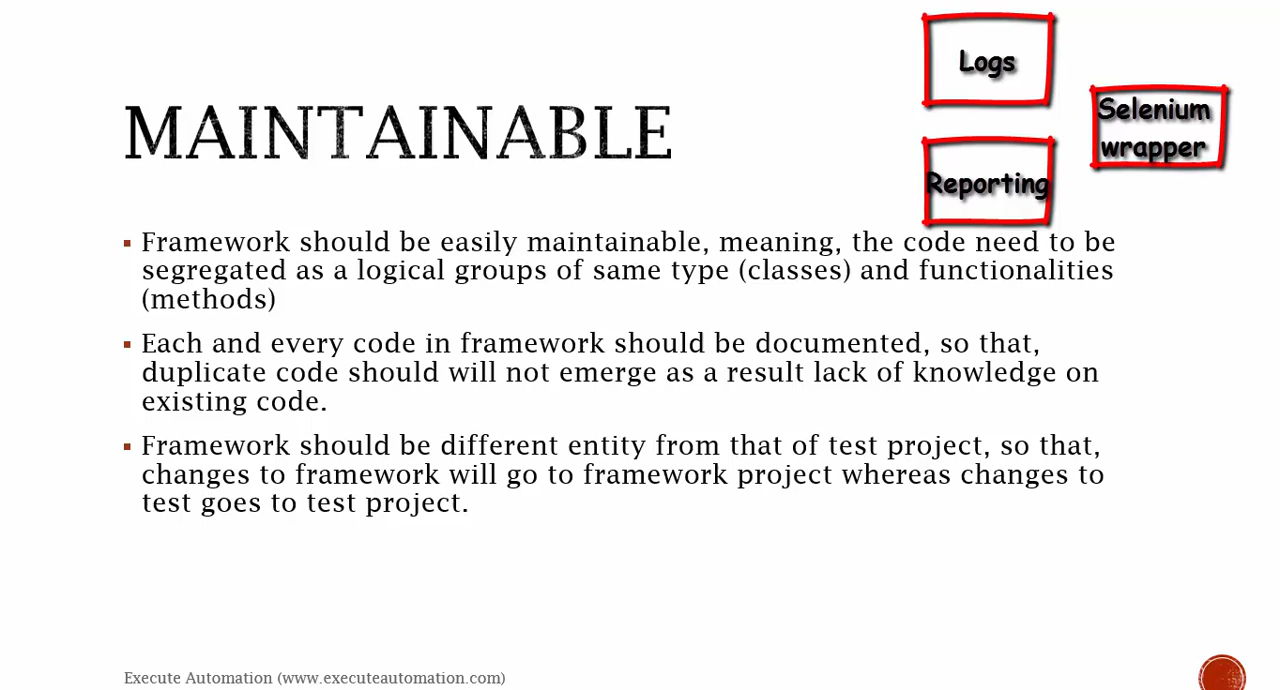 Logs
Selenium
wrapper
MAINTAINABLE
Reporting
▪ Framework should be easily maintainable, meaning, the code need to be
segregated as a logical groups of same type (classes) and functionalities
(methods)
▪ Each and every code in framework should be documented, so that,
duplicate code should will not emerge as a result lack of knowledge on
existing code.
▪ Framework should be different entity from that of test project, so that,
changes to framework will go to framework project whereas changes to
test goes to test project.
Execute Automation (www.executeautomation.com)